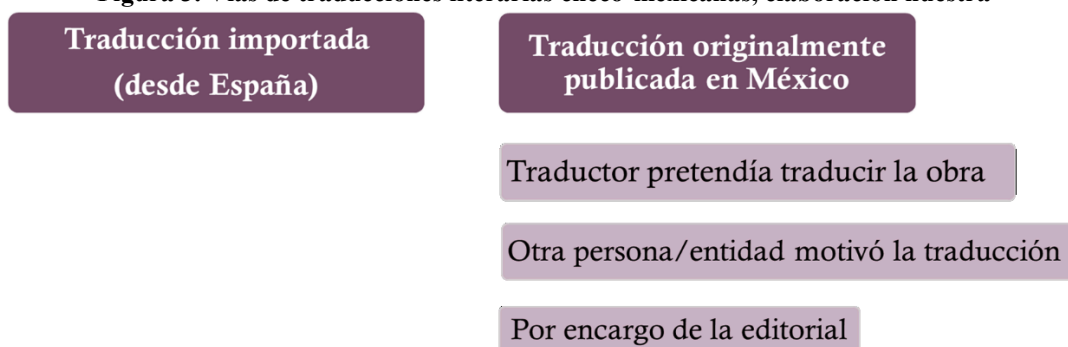 Figura Vías de traducciones literarias checo-mexicanas, elaboración nuestra
Traducción importada
(desde España)
Traducción originalmente
publicada en México
Traductor pretendía traducir la obra
Otra persona/entidad motivó la traducción
Por encargo de la editorial